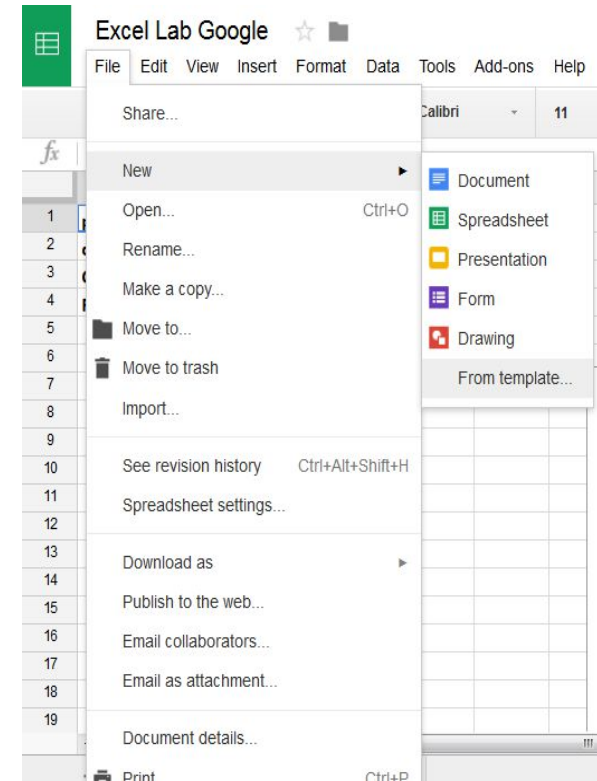 Excel Lab Google
File Edit View Insert Format Data Tools Add-ons Help
Share...
Calibri 11
fx
New
Document
Open... Ctrl+O
Spreadsheet
Rename...
Presentation
Make a copy...
Form
Move to...
Drawing
Move to trash
From template...
Import...
See revision history Ctrl+Alt+Shift+H
Spreadsheet settings...
Download as
Publish to the web...
Email collaborators...
Email as attachment...
Document details...
Print Ctrl+P
1
2
3
4
5
6
7
8
9
10
11
12
13
14
15
16
17
18
19